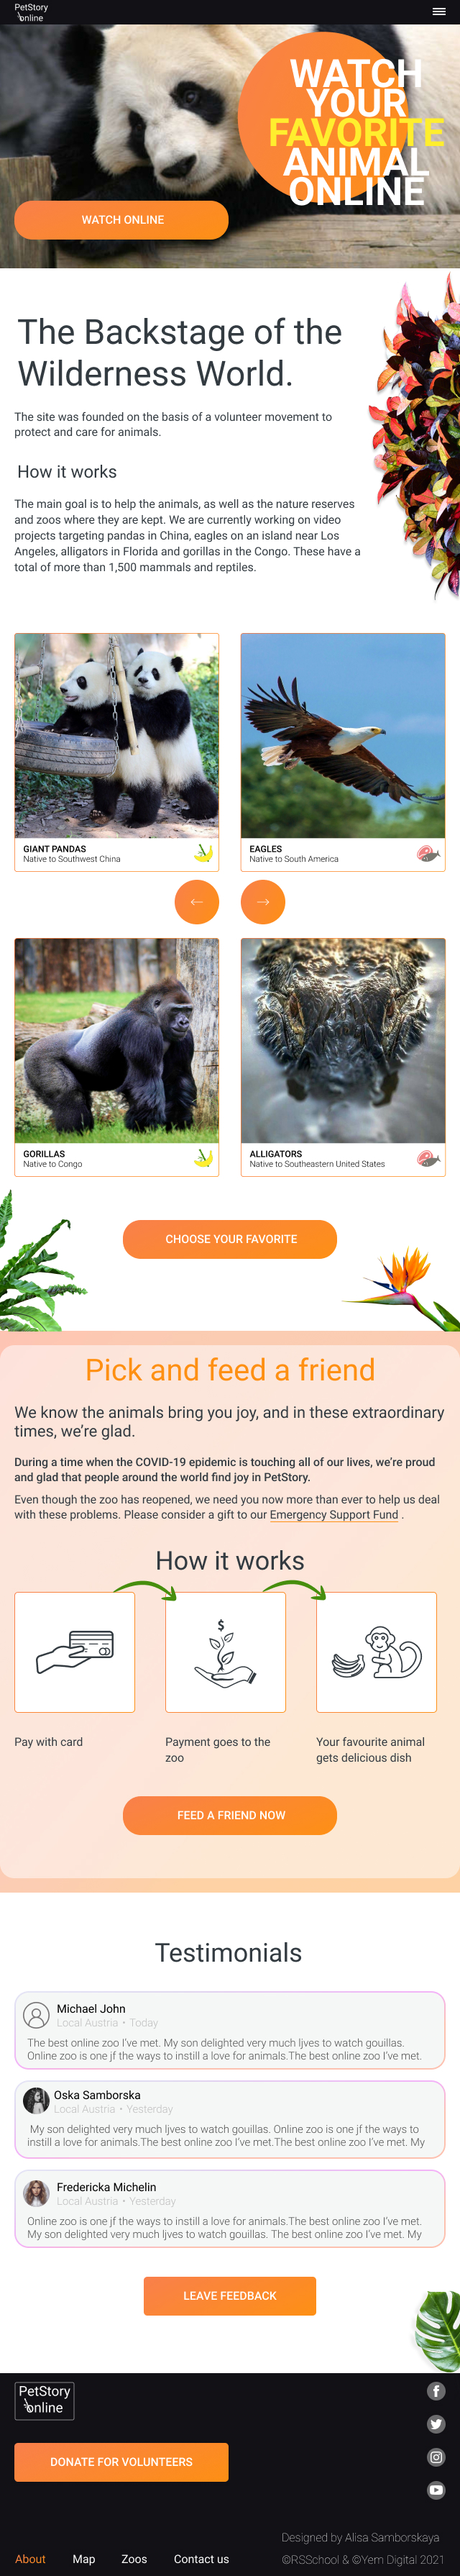 PetStory
online
WATCH
YOUR
FAVORITE
ANIMAL
ONLINE
WATCH ONLINE
The Backstage of the
Wilderness World.
The site was founded on the basis of a volunteer movement to
protect and care for animals.
How it works
The main goal is to help the animals, as well as the nature reserves
and zoos where they are kept. We are currently working on video
projects targeting pandas in China, eagles on an island near Los
Angeles, alligators in Florida and gorillas in the Congo. These have a
total of more than 1,500 mammals and reptiles.
GIANT PANDAS
Native to Southwest China
EAGLES
Native to South America
GORILLAS
Native to Congo
ALLIGATORS
Native to Southeastern United States
CHOOSE YOUR FAVORITE
Pick and feed a friend
We know the animals bring you joy, and in these extraordinary
times, we’re glad.
During a time when the COVID-19 epidemic is touching all of our lives, we’re proud
and glad that people around the world find joy in PetStory.
Even though the zoo has reopened, we need you now more than ever to help us deal
with these problems. Please consider a gift to our Emergency Support Fund .
How it works
$
Pay with card
Payment goes to the
zoo
Your favourite animal
gets delicious dish
FEED A FRIEND NOW
Testimonials
Michael John
Local Austria • Today
The best online zoo I’ve met. My son delighted very much ljves to watch gouillas.
Online zoo is one jf the ways to instill a love for animals.The best online zoo I’ve met.
Oska Samborska
Local Austria • Yesterday
My son delighted very much ljves to watch gouillas. Online zoo is one jf the ways to
instill a love for animals.The best online zoo I’ve met.The best online zoo I’ve met. My
Fredericka Michelin
Local Austria • Yesterday
Online zoo is one jf the ways to instill a love for animals.The best online zoo I’ve met.
My son delighted very much ljves to watch gouillas. The best online zoo I’ve met. My
LEAVE FEEDBACK
PetStory
online
DONATE FOR VOLUNTEERS
Designed by Alisa Samborskaya
About Map Zoos Contact us
©RSSchool & ©Yem Digital 2021